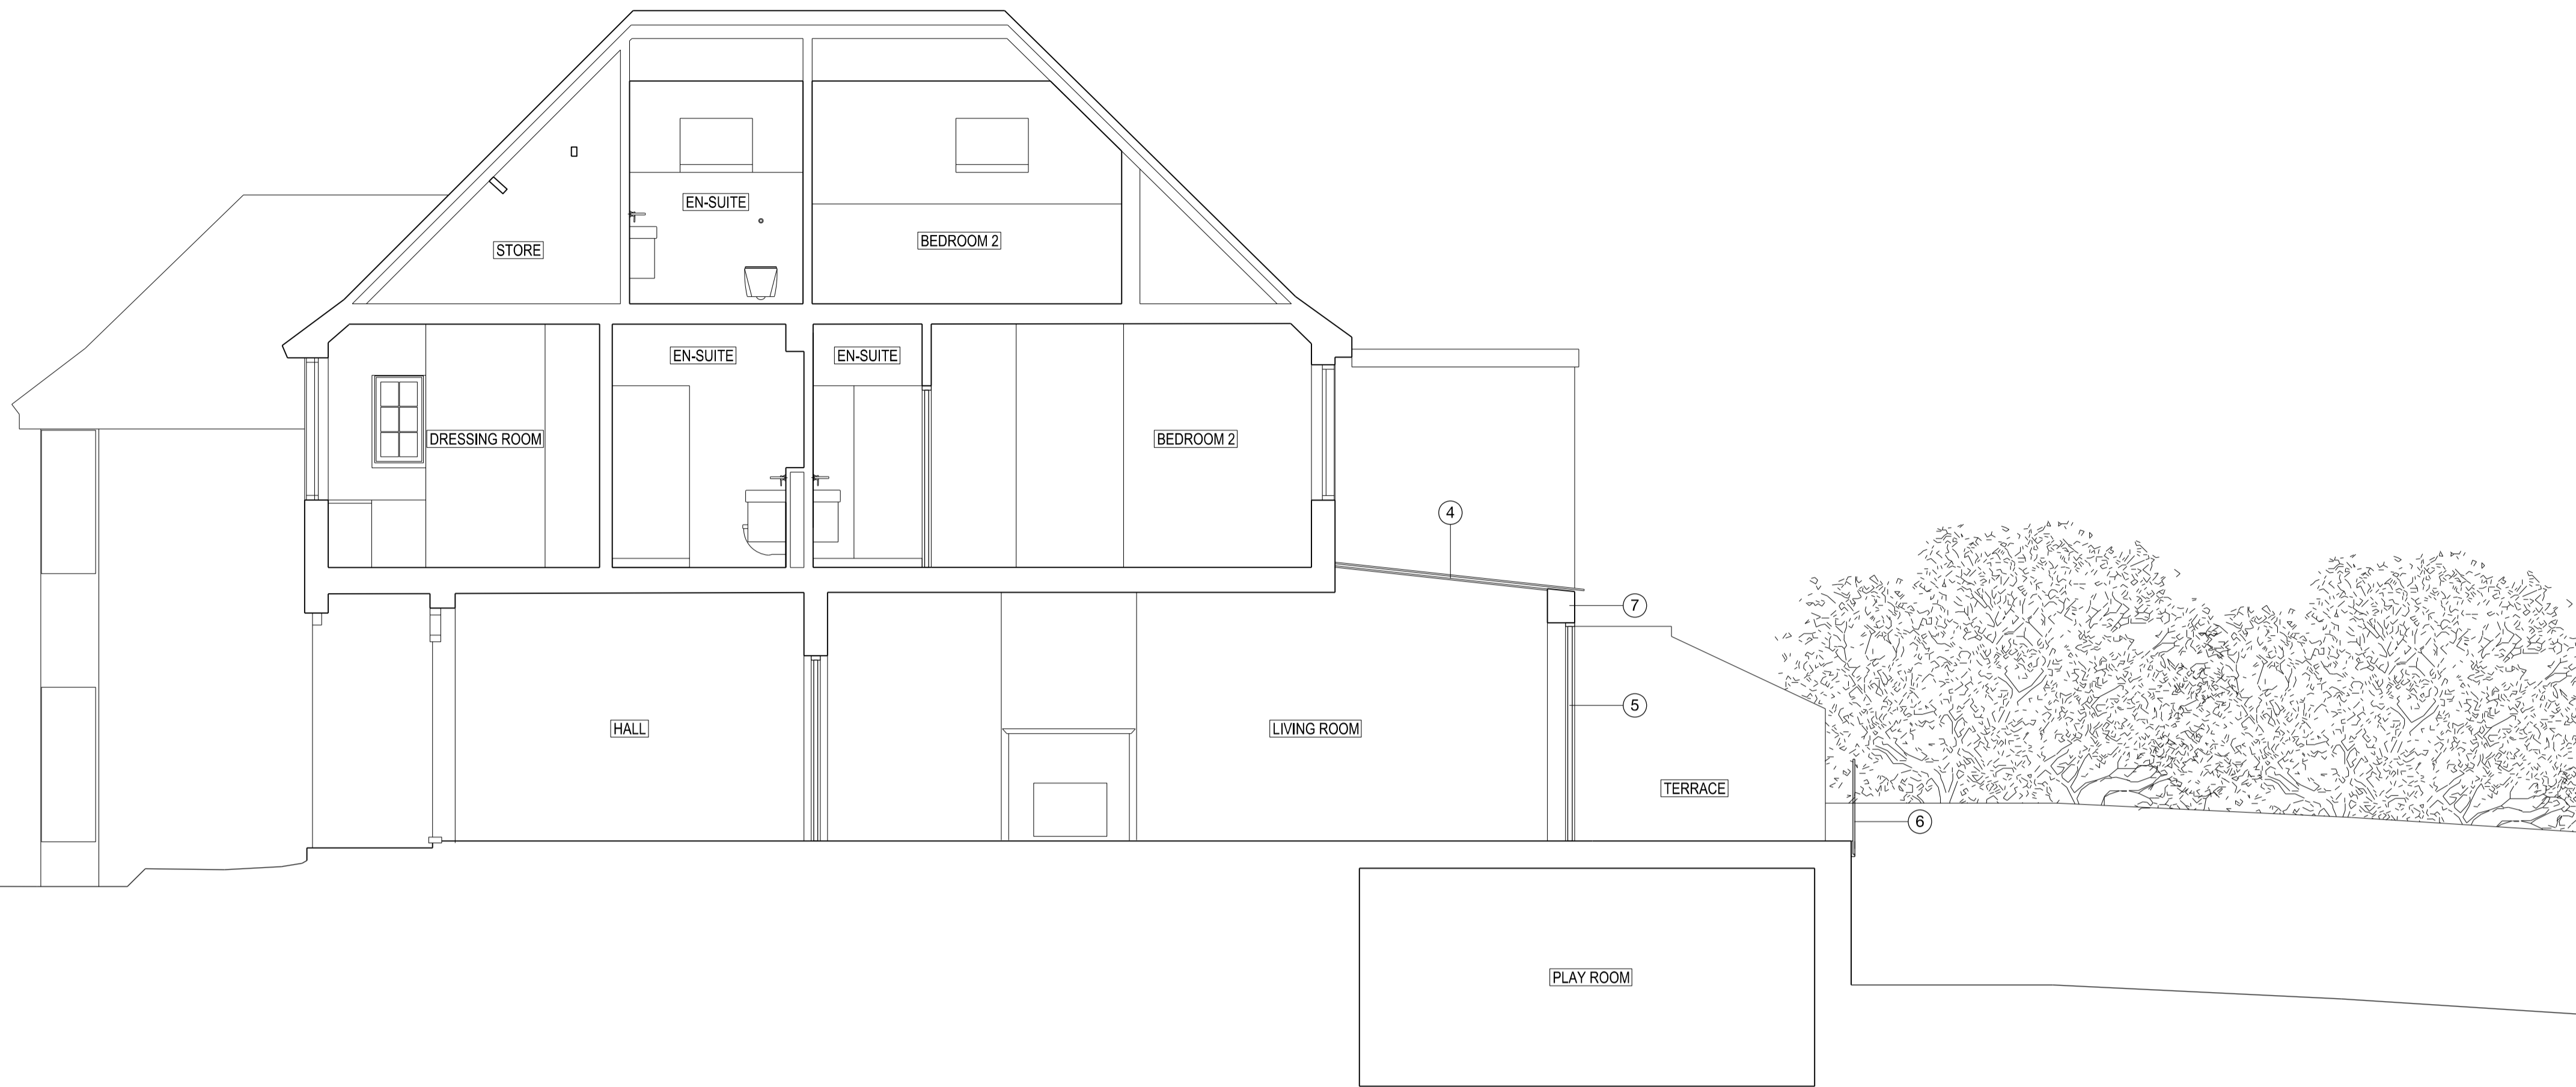 EN-SUITE
BEDROOM 2
STORE
EN-SUITE
EN-SUITE
DRESSING ROOM
BEDROOM 2
4
7
5
HALL
LIVING ROOM
TERRACE
6
PLAY ROOM